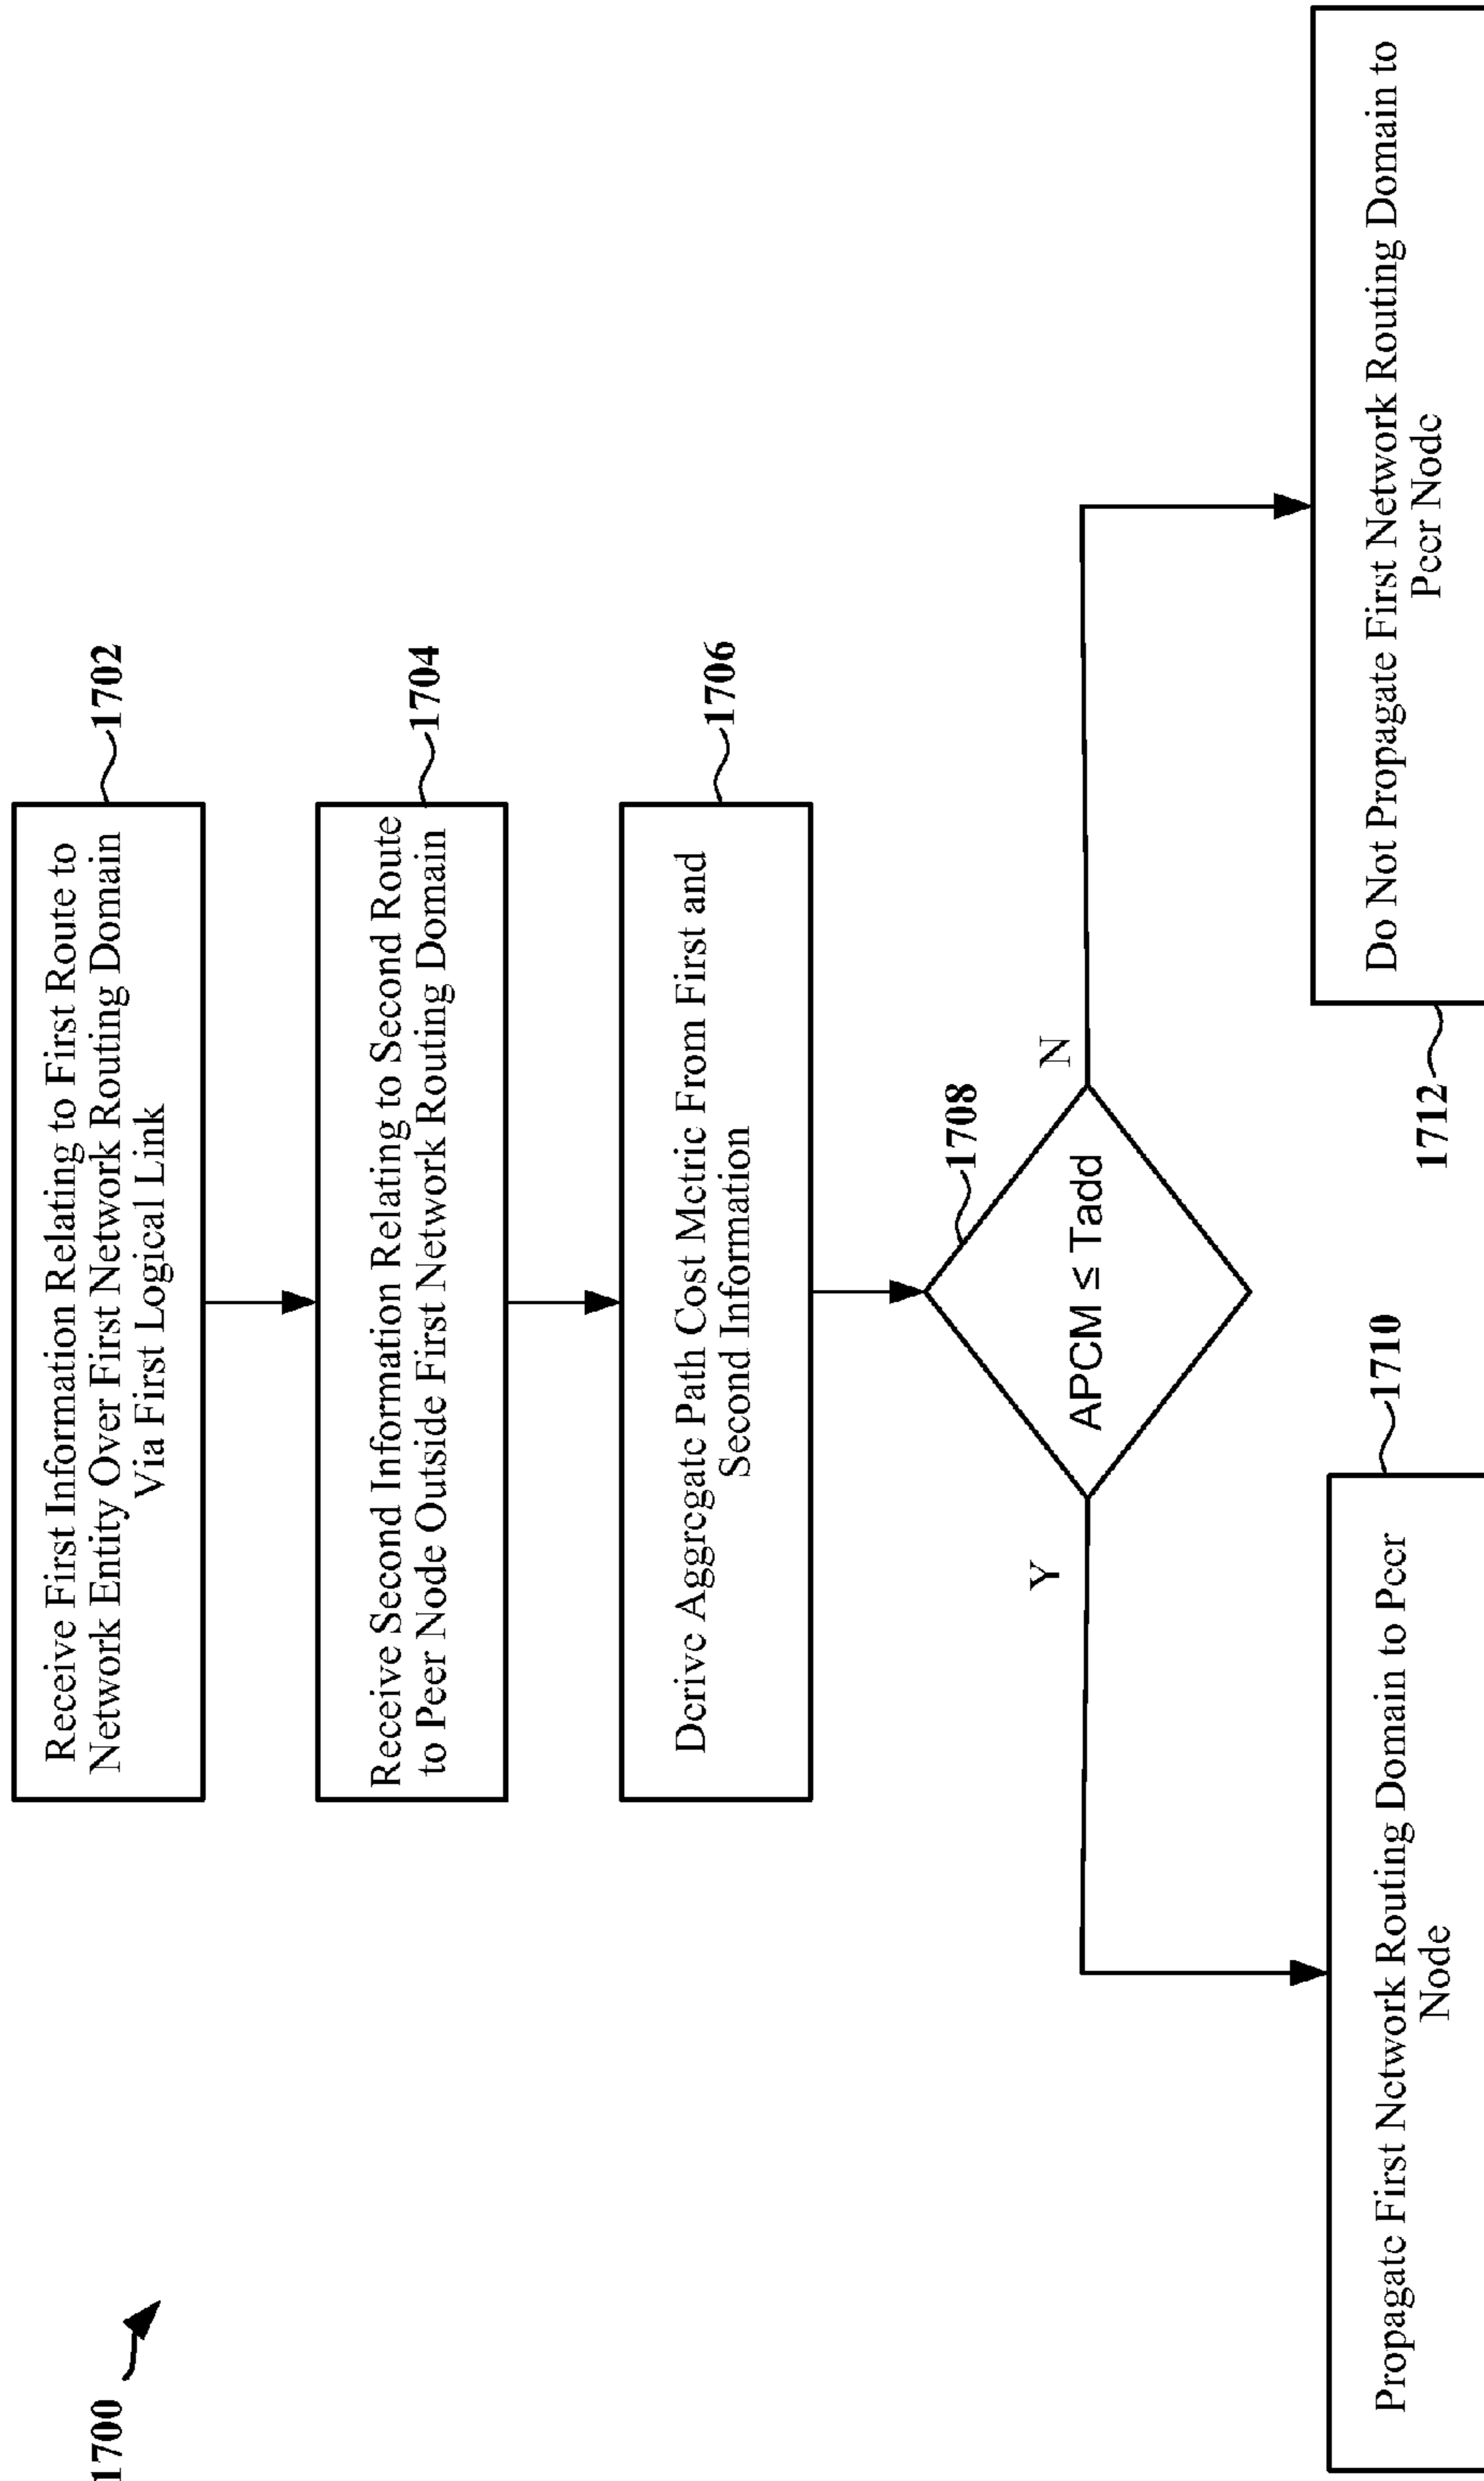 1700
Receive First Information Relating to First Route to
Network Entity Over First Network Routing Domain
Via First Logical Link
1702
Receive Second Information Relating to Second Route
to Peer Node Outside First Network Routing Domain
1704
Derive Aggregate Path Cost Metric From First and
Second Information
1706
APCM ≤ Tadd
1708
Y
N
Propagate First Network Routing Domain to Peer
Node
1710
Do Not Propagate First Network Routing Domain to
Peer Node
1712